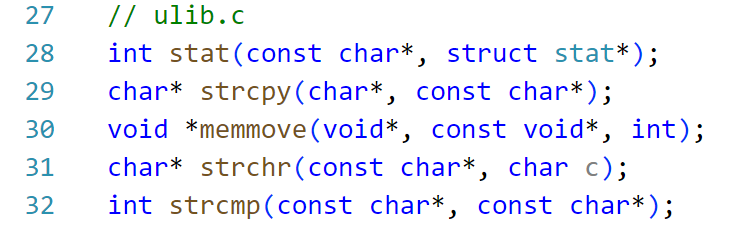 27 // ulib.c
28 int stat(const char*, struct stat*);
29 char* strcpy(char*, const char*);
30 void *memmove(void*, const void*, int);
31 char* strchr(const char*, char c);
32 int strcmp(const char*, const char*);